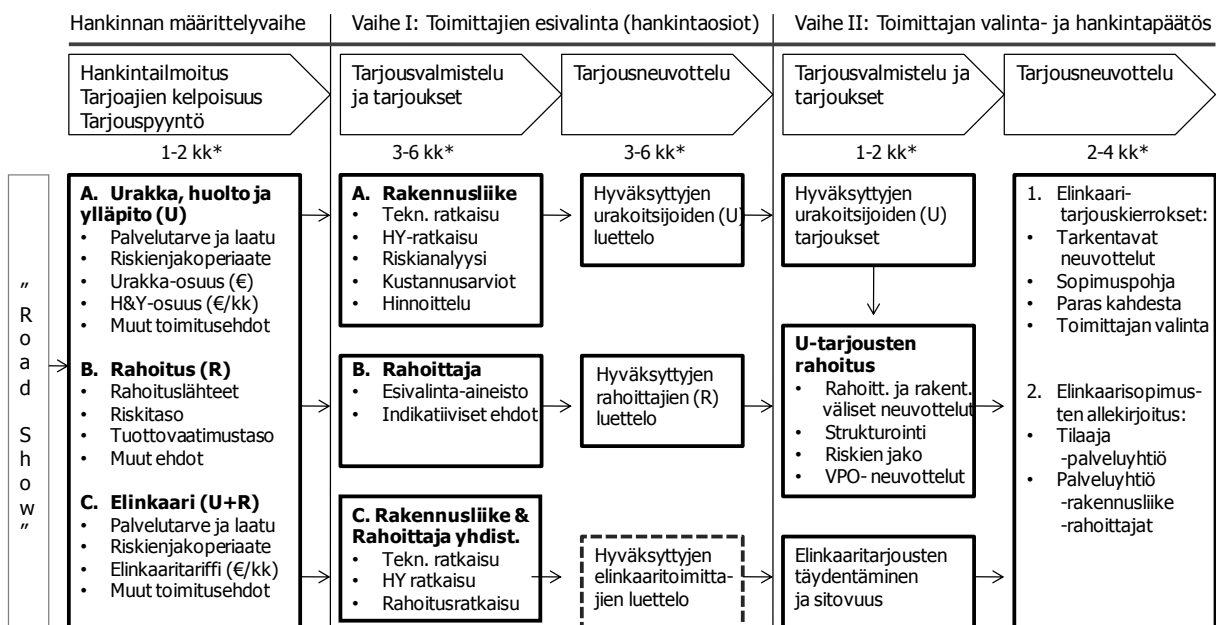 Hankinnan määrittelyvaihe
Vaihe I: Toimittajien esivalinta (hankintaosiot)
Vaihe II: Toimittajan valinta- ja hankintapäätös
Hankintailmoitus
Tarjoajien kelpoisuus
Tarjouspyyntö
Tarjousvalmistelu
ja tarjoukset
Tarjousneuvottelu
Tarjousvalmistelu ja
tarjoukset
Tarjousneuvottelu
1-2 kk*
3-6 kk*
3-6 kk*
1-2 kk*
2-4 kk*
" Road Show"
A. Urakka, huolto ja
ylläpito (U)
• Palvelutarve ja laatu
• Riskienjakoperiaate
• Urakka-osuus (€)
• H&Y-osuus (€/kk)
• Muut toimitusehdot
B. Rahoitus (R)
• Rahoituslähteet
• Riskitaso
• Tuottovaatimustaso
• Muut ehdot
C. Elinkaari (U+R)
• Palvelutarve ja laatu
• Riskienjakoperiaate
• Elinkaaritariffi (€/kk)
• Muut toimitusehdot
A. Rakennusliike
• Tekn. ratkaisu
• HY-ratkaisu
• Riskianalyysi
• Kustannusarviot
• Hinnoittelu
B. Rahoittaja
• Esivalinta-aineisto
• Indikatiiviset ehdot
C. Rakennusliike &
Rahoittaja yhdist.
• Tekn. ratkaisu
• HY ratkaisu
• Rahoitusratkaisu
Hyväksyttyjen
urakoitsijoiden (U)
luettelo
Hyväksyttyjen
rahoittajien (R)
luettelo
Hyväksyttyjen
elinkaaritoimitta-
jien luettelo
Hyväksyttyjen
urakoitsijoiden (U)
tarjoukset
U-tarjousten
rahoitus
• Rahoitt. ja rakent.
väliset neuvottelut
• Strukturointi
• Riskien jako
• VPO- neuvottelut
Elinkaaritarjousten
täydentäminen
ja sitovuus
1. Elinkaari-
tarjouskierrokset:
• Tarkentavat
neuvottelut
• Sopimuspohja
• Paras kahdesta
• Toimittajan valinta
2. Elinkaarisopimus-
ten allekirjoitus:
• Tilaaja
-palveluyhtiö
• Palveluyhtiö
-rakennusliike
-rahoittajat